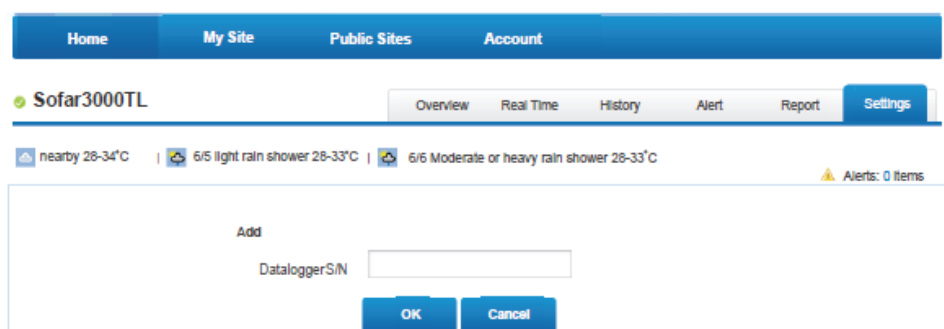 Home My Site Public Sites Account
Sofar3000TL
Overview Real Time History Alert Report Settings
nearby 28-34°C | 6/5 light rain shower 28-33°C | 6/6 Moderate or heavy rain shower 28-33°C
Alerts: 0 Items
Add
DataloggerS/N
OK Cancel